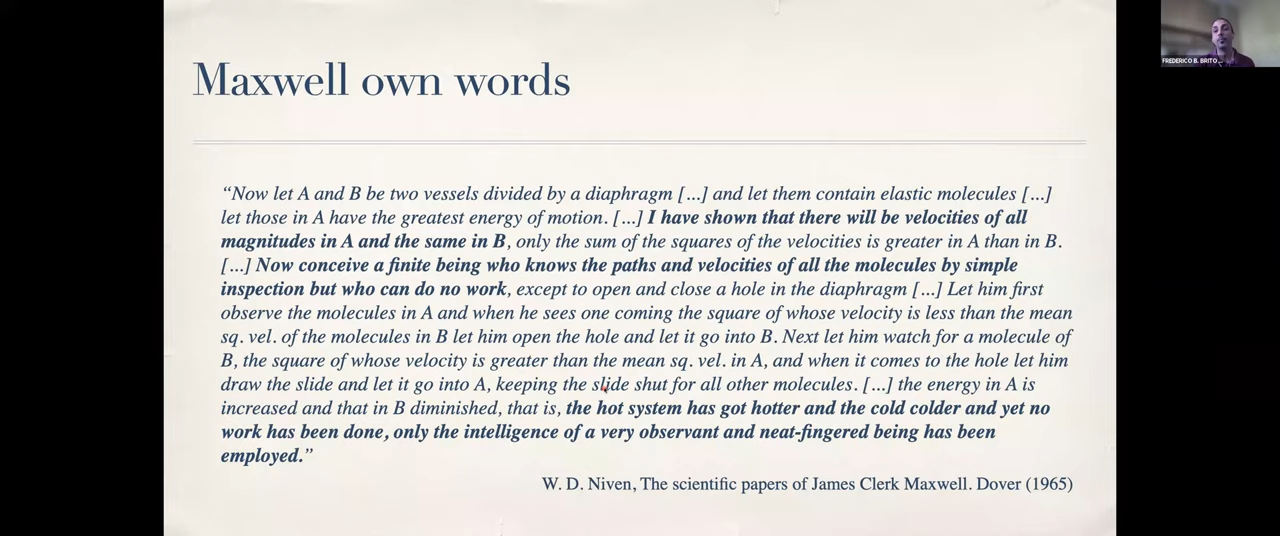 Maxwell own words
FREDERICO B. BRITO ...
“Now let A and B be two vessels divided by a diaphragm […] and let them contain elastic molecules […]
let those in A have the greatest energy of motion. […] I have shown that there will be velocities of all
magnitudes in A and the same in B, only the sum of the squares of the velocities is greater in A than in B.
[…] Now conceive a finite being who knows the paths and velocities of all the molecules by simple
inspection but who can do no work, except to open and close a hole in the diaphragm […] Let him first
observe the molecules in A and when he sees one coming the square of whose velocity is less than the mean
sq. vel. of the molecules in B let him open the hole and let it go into B. Next let him watch for a molecule of
B, the square of whose velocity is greater than the mean sq. vel. in A, and when it comes to the hole let him
draw the slide and let it go into A, keeping the slide shut for all other molecules. […] the energy in A is
increased and that in B diminished, that is, the hot system has got hotter and the cold colder and yet no
work has been done, only the intelligence of a very observant and neat-fingered being has been
employed.”
W. D. Niven, The scientific papers of James Clerk Maxwell. Dover (1965)